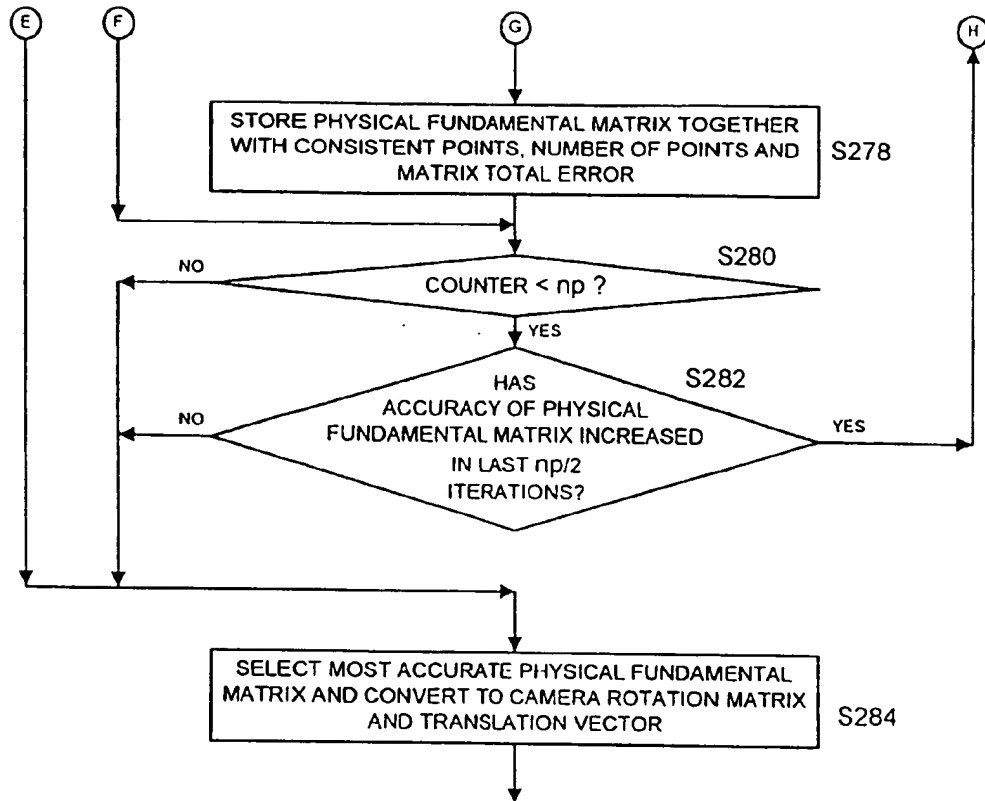 E
F
G
H
STORE PHYSICAL FUNDAMENTAL MATRIX TOGETHER
WITH CONSISTENT POINTS, NUMBER OF POINTS AND
MATRIX TOTAL ERROR
S278
S280
NO
COUNTER < np ?
YES
S282
HAS
ACCURACY OF PHYSICAL
FUNDAMENTAL MATRIX INCREASED
IN LAST np/2
ITERATIONS?
NO
YES
SELECT MOST ACCURATE PHYSICAL FUNDAMENTAL
MATRIX AND CONVERT TO CAMERA ROTATION MATRIX
AND TRANSLATION VECTOR
S284